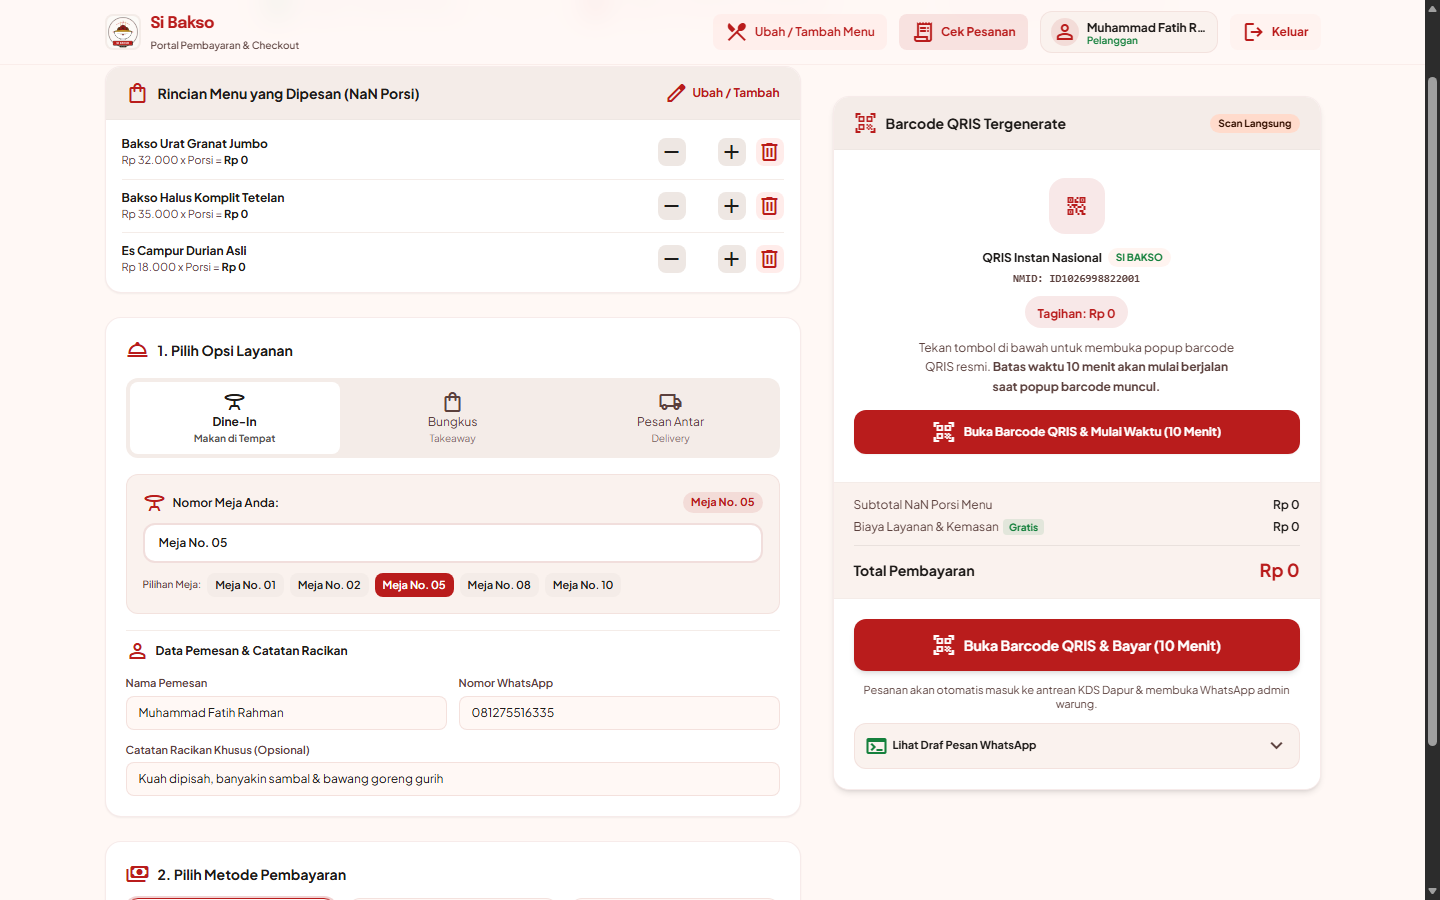 Si Bakso
Portal Pembayaran & Checkout
Ubah / Tambah Menu
Cek Pesanan
Muhammad Fatih R...
Pelanggan
Keluar
Rincian Menu yang Dipesan (NaN Porsi)
Ubah / Tambah
Bakso Urat Granat Jumbo
Rp 32.000 x Porsi = Rp 0
Bakso Halus Komplit Tetelan
Rp 35.000 x Porsi = Rp 0
Es Campur Durian Asli
Rp 18.000 x Porsi = Rp 0
1. Pilih Opsi Layanan
Dine-In
Makan di Tempat
Bungkus
Takeaway
Pesan Antar
Delivery
Nomor Meja Anda:
Meja No. 05
Meja No. 05
Pilihan Meja: Meja No. 01 Meja No. 02 Meja No. 05 Meja No. 08 Meja No. 10
Data Pemesan & Catatan Racikan
Nama Pemesan
Muhammad Fatih Rahman
Nomor WhatsApp
081275516335
Catatan Racikan Khusus (Opsional)
Kuah dipisah, banyakin sambal & bawang goreng gurih
2. Pilih Metode Pembayaran
Barcode QRIS Tergenerate
Scan Langsung
QRIS Instan Nasional SI BAKSO
NMID: ID1026998822001
Tagihan: Rp 0
Tekan tombol di bawah untuk membuka popup barcode
QRIS resmi. Batas waktu 10 menit akan mulai berjalan
saat popup barcode muncul.
Buka Barcode QRIS & Mulai Waktu (10 Menit)
Subtotal NaN Porsi Menu Rp 0
Biaya Layanan & Kemasan Gratis Rp 0
Total Pembayaran Rp 0
Buka Barcode QRIS & Bayar (10 Menit)
Pesanan akan otomatis masuk ke antrean KDS Dapur & membuka WhatsApp admin
warung.
Lihat Draf Pesan WhatsApp